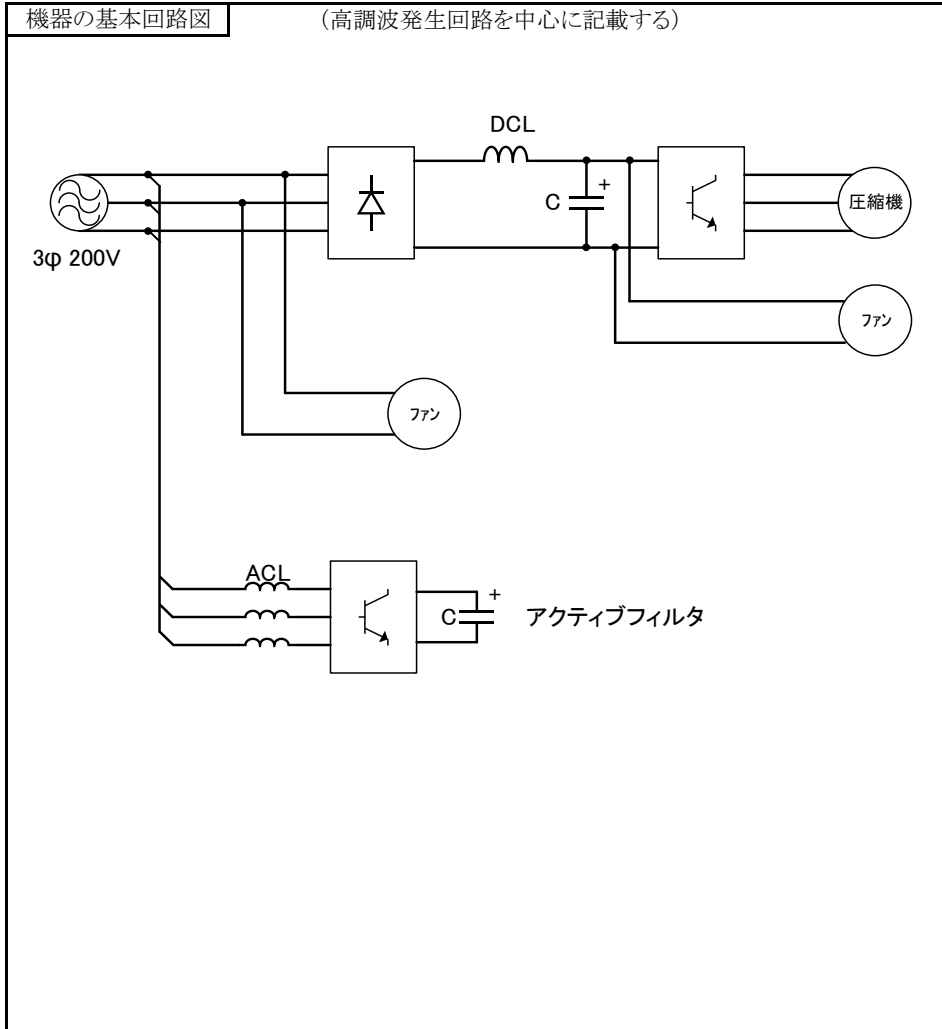 機器の基本回路図 (高調波発生回路を中心に記載する)
DCL
C +
圧縮機
3φ 200V
ファン
ファン
ACL
C + アクティブフィルタ